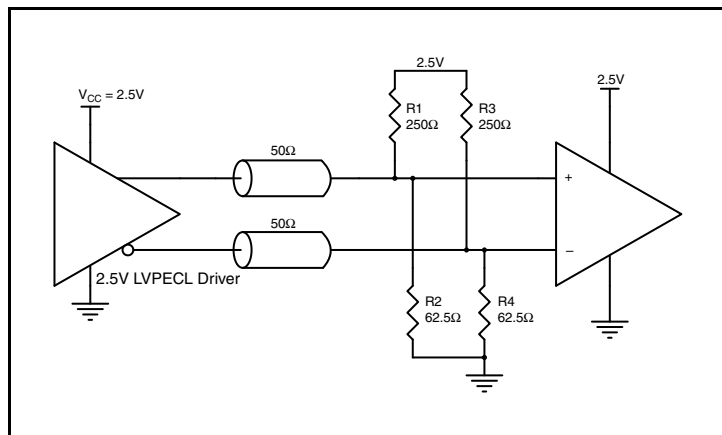 2.5V
V_CC = 2.5V
2.5V
R1
250Ω
R3
250Ω
50Ω
+
50Ω
–
2.5V LVPECL Driver
R2
62.5Ω
R4
62.5Ω